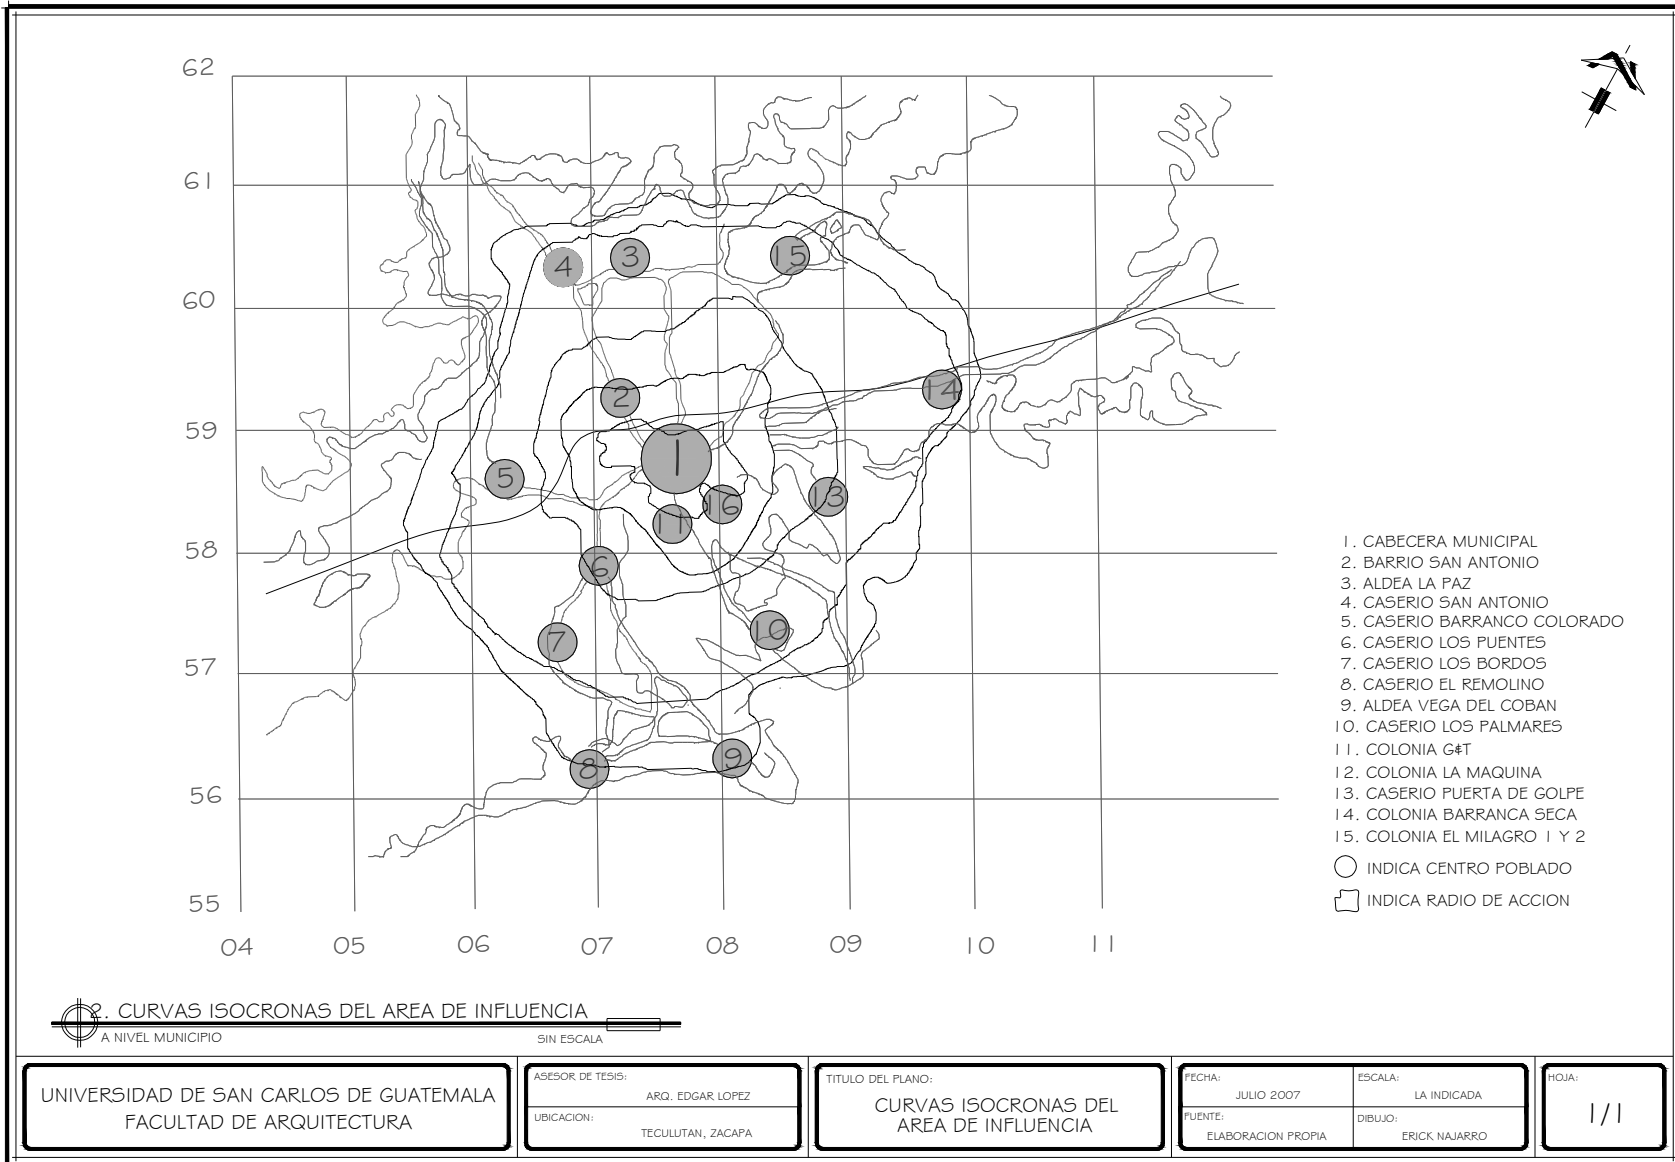 62
61
60
59
58
57
56
55
04 05 06 07 08 09 10 11
3
15
4
2
14
1
5
13
16
11
6
10
7
9
8
1. CABECERA MUNICIPAL
2. BARRIO SAN ANTONIO
3. ALDEA LA PAZ
4. CASERIO SAN ANTONIO
5. CASERIO BARRANCO COLORADO
6. CASERIO LOS PUENTES
7. CASERIO LOS BORDOS
8. CASERIO EL REMOLINO
9. ALDEA VEGA DEL COBAN
10. CASERIO LOS PALMARES
11. COLONIA G&T
12. COLONIA LA MAQUINA
13. CASERIO PUERTA DE GOLPE
14. COLONIA BARRANCA SECA
15. COLONIA EL MILAGRO 1 Y 2
INDICA CENTRO POBLADO
INDICA RADIO DE ACCION
2. CURVAS ISOCRONAS DEL AREA DE INFLUENCIA
A NIVEL MUNICIPIO
SIN ESCALA
UNIVERSIDAD DE SAN CARLOS DE GUATEMALA
FACULTAD DE ARQUITECTURA
ASESOR DE TESIS:
ARQ. EDGAR LOPEZ
UBICACION:
TECULUTAN, ZACAPA
TITULO DEL PLANO:
CURVAS ISOCRONAS DEL
AREA DE INFLUENCIA
FECHA:
JULIO 2007
ESCALA:
LA INDICADA
FUENTE:
ELABORACION PROPIA
DIBUJO:
ERICK NAJARRO
HOJA:
1/1